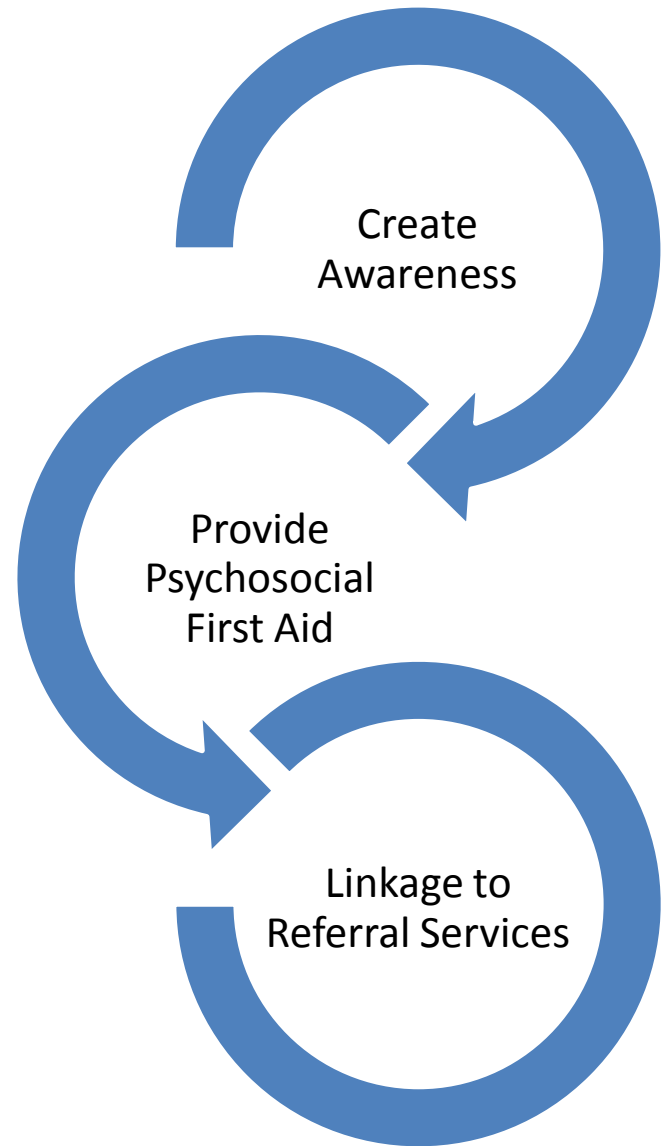 Create
Awareness
Provide
Psychosocial
First Aid
Linkage to
Referral Services